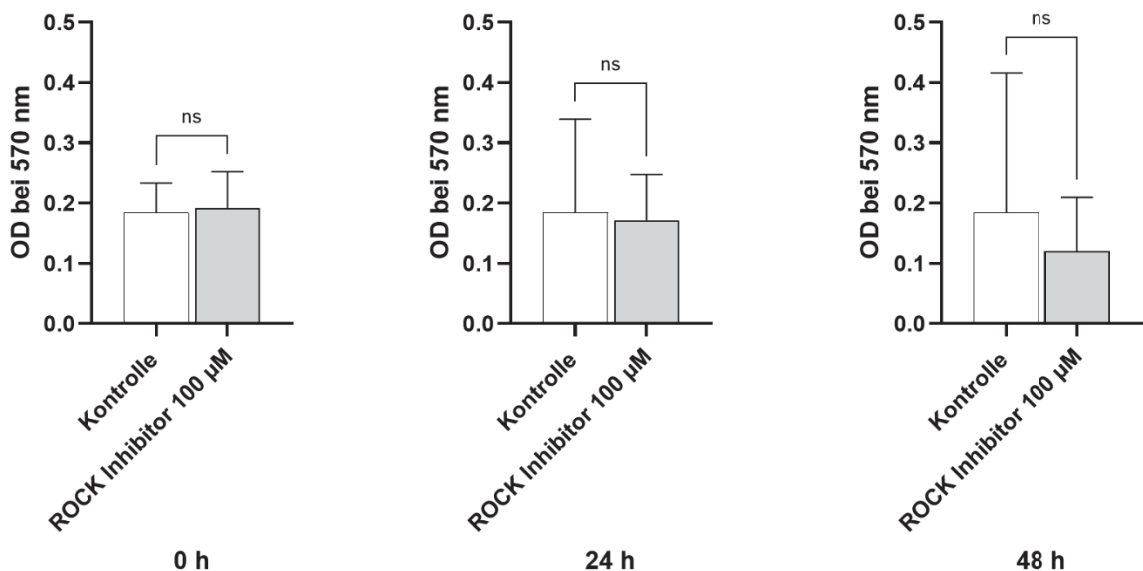 OD bei 570 nm
0.5
0.4
0.3
0.2
0.1
0.0
ns
Kontrolle
ROCK Inhibitor 100 µM
0 h
OD bei 570 nm
0.5
0.4
0.3
0.2
0.1
0.0
ns
Kontrolle
ROCK Inhibitor 100 µM
24 h
OD bei 570 nm
0.5
0.4
0.3
0.2
0.1
0.0
ns
Kontrolle
ROCK Inhibitor 100 µM
48 h